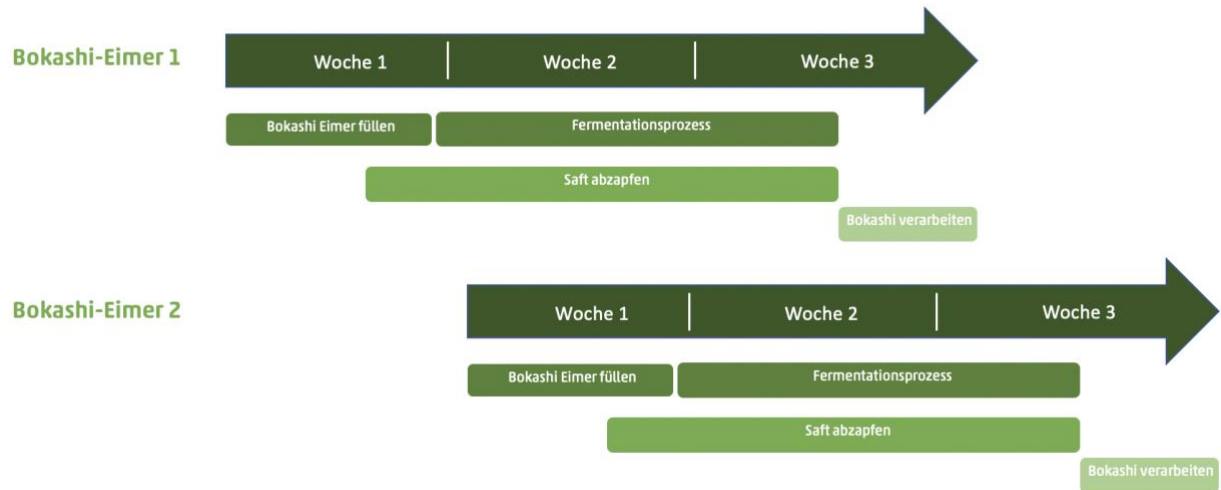 Bokashi-Eimer 1
Woche 1 Woche 2 Woche 3
Bokashi Eimer füllen Fermentationsprozess
Saft abzapfen
Bokashi verarbeiten
Bokashi-Eimer 2
Woche 1 Woche 2 Woche 3
Bokashi Eimer füllen Fermentationsprozess
Saft abzapfen
Bokashi verarbeiten